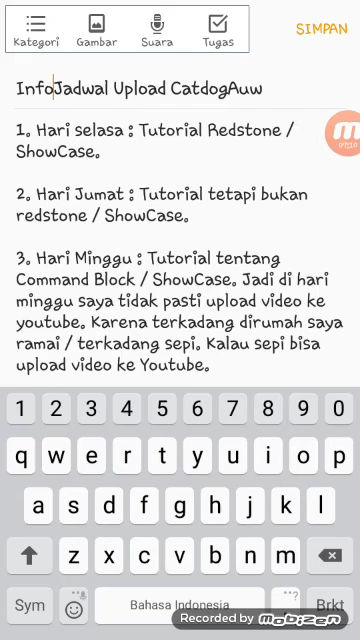 Kategori Gambar Suara Tugas SIMPAN
InfoJadwal Upload CatdogAuw
1. Hari selasa : Tutorial Redstone /
ShowCase.
2. Hari Jumat : Tutorial tetapi bukan
redstone / ShowCase.
3. Hari Minggu : Tutorial tentang
Command Block / ShowCase. Jadi di hari
minggu saya tidak pasti upload video ke
youtube. Karena terkadang dirumah saya
ramai / terkadang sepi. Kalau sepi bisa
upload video ke Youtube.
1 2 3 4 5 6 7 8 9 0
q w e r t y u i o p
a s d f g h j k l
z x c v b n m
Sym Bahasa Indonesia , .? Brkt
Recorded by mobizen